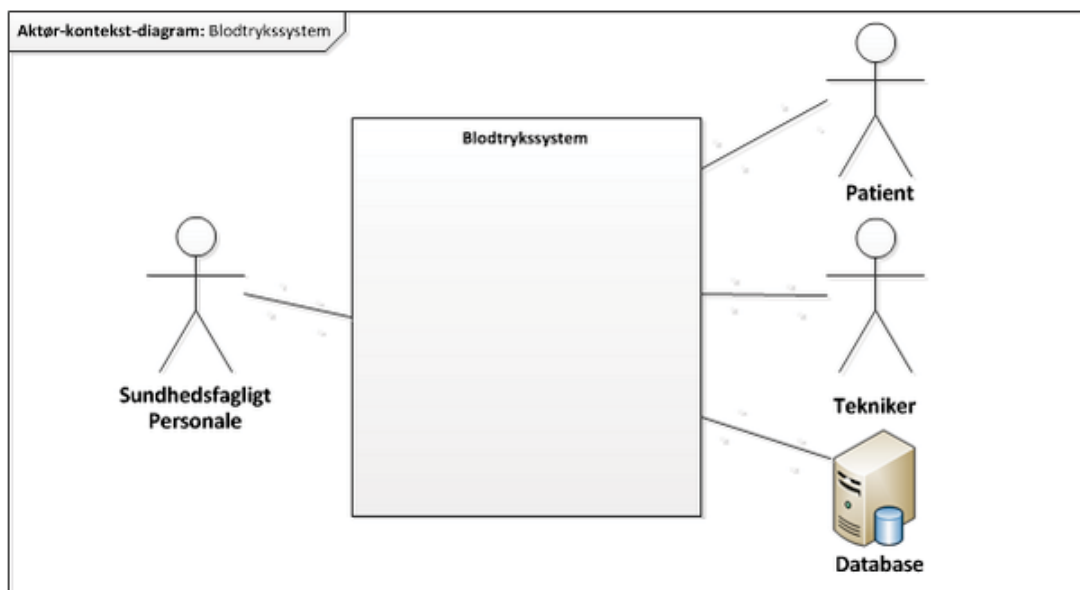 Aktør-kontekst-diagram: Blodtrykssystem
Blodtrykssystem
Patient
Sundhedsfagligt
Personale
Tekniker
Database